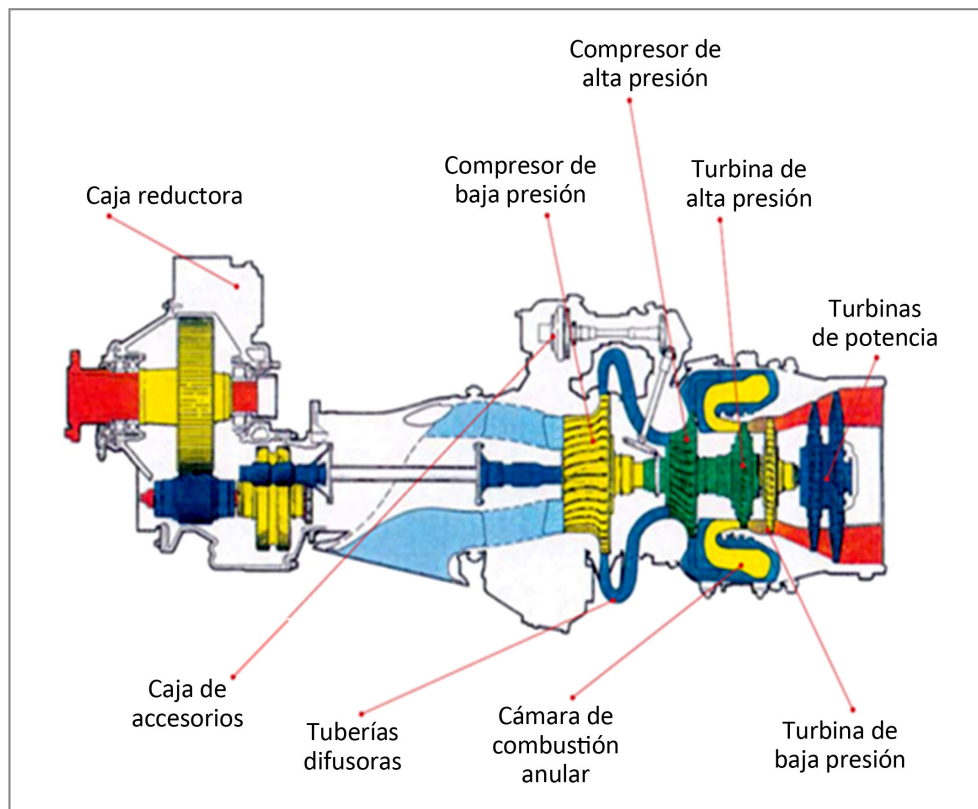 Compresor de
alta presión
Compresor de
baja presión
Turbina de
alta presión
Caja reductora
Turbinas
de potencia
Caja de
accesorios
Tuberías
difusoras
Cámara de
combustión
anular
Turbina de
baja presión